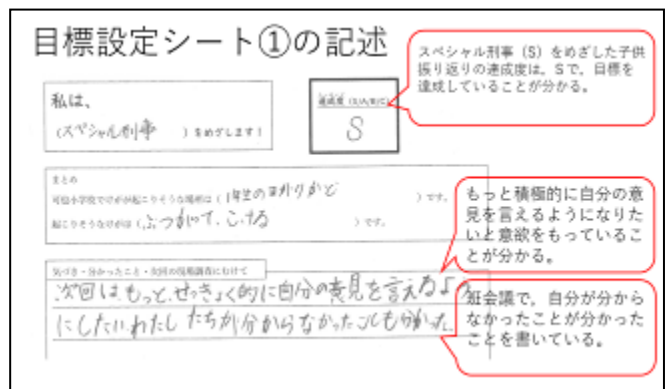 目標設定シート①の記述
スペシャル刑事（S）をめざした子供
振り返りの達成度は、Sで、目標を
達成していることが分かる。
私は、
（スペシャル刑事　）をめざします！
達成度（S/A/B/C）
S
まとめ
小学校でけがが起こりそうな場所は（1年生のまがりかど　）です。
起こりそうなけがは（ぶつかって、こける　）です。
もっと積極的に自分の意
見を言えるようになりた
いと意欲をもっているこ
とが分かる。
気づき・分かったこと・次回の現場調査にむけて
次回はもっと、せっきょく的に自分の意見を言えるよう
にしたいわたしたちが分からなかったことも分かった
班会議で、自分が分から
なかったことが分かった
ことを書いている。